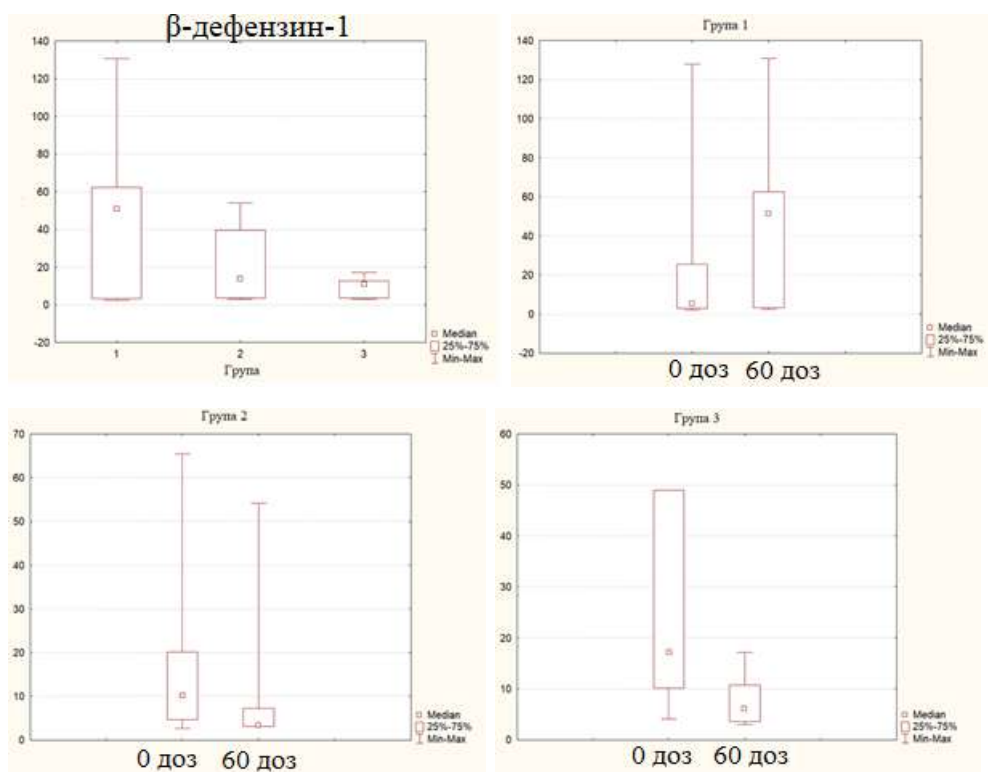 β-дефензин-1
140
120
100
80
60
40
20
0
-20
1 2 3
Група
Median
25%-75%
Min-Max
Група 1
140
120
100
80
60
40
20
0
-20
0 доз 60 доз
Median
25%-75%
Min-Max
Група 2
70
60
50
40
30
20
10
0
0 доз 60 доз
Median
25%-75%
Min-Max
Група 3
60
50
40
30
20
10
0
0 доз 60 доз
Median
25%-75%
Min-Max